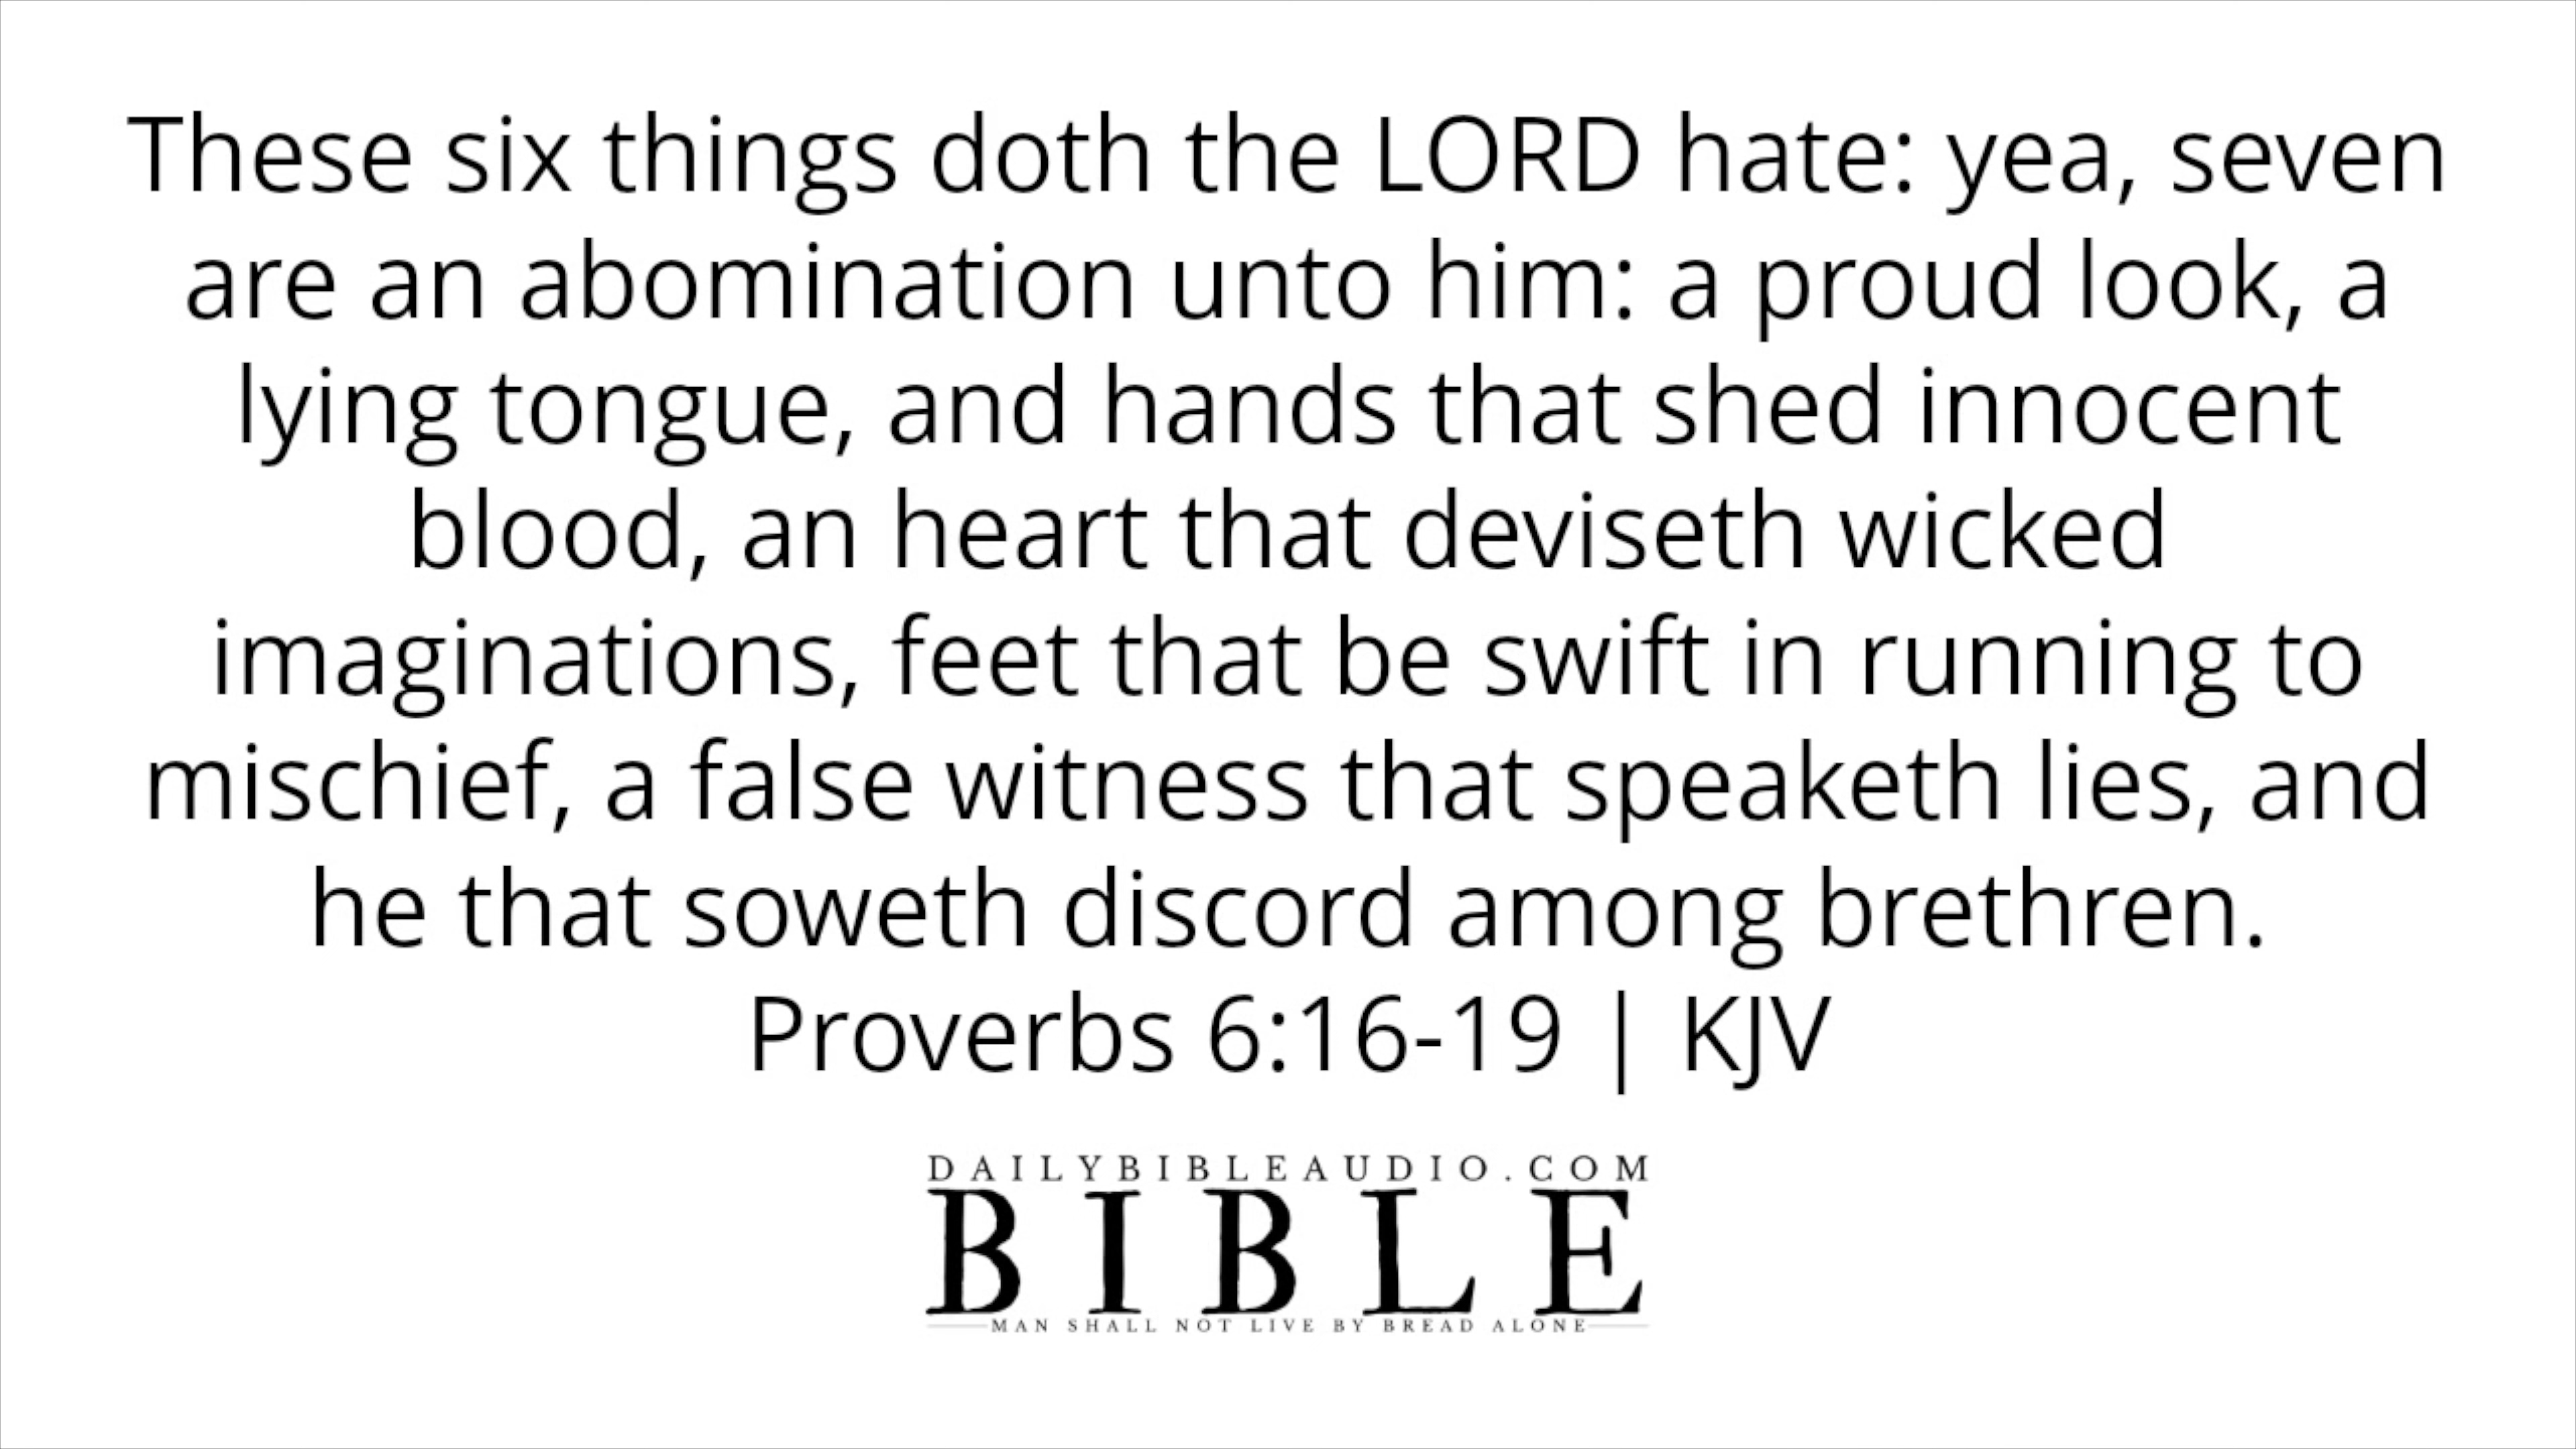 These six things doth the LORD hate: yea, seven
are an abomination unto him: a proud look, a
lying tongue, and hands that shed innocent
blood, an heart that deviseth wicked
imaginations, feet that be swift in running to
mischief, a false witness that speaketh lies, and
he that soweth discord among brethren.
Proverbs 6:16-19 | KJV
DAILYBIBLEAUDIO.COM
BIBLE
MAN SHALL NOT LIVE BY BREAD ALONE